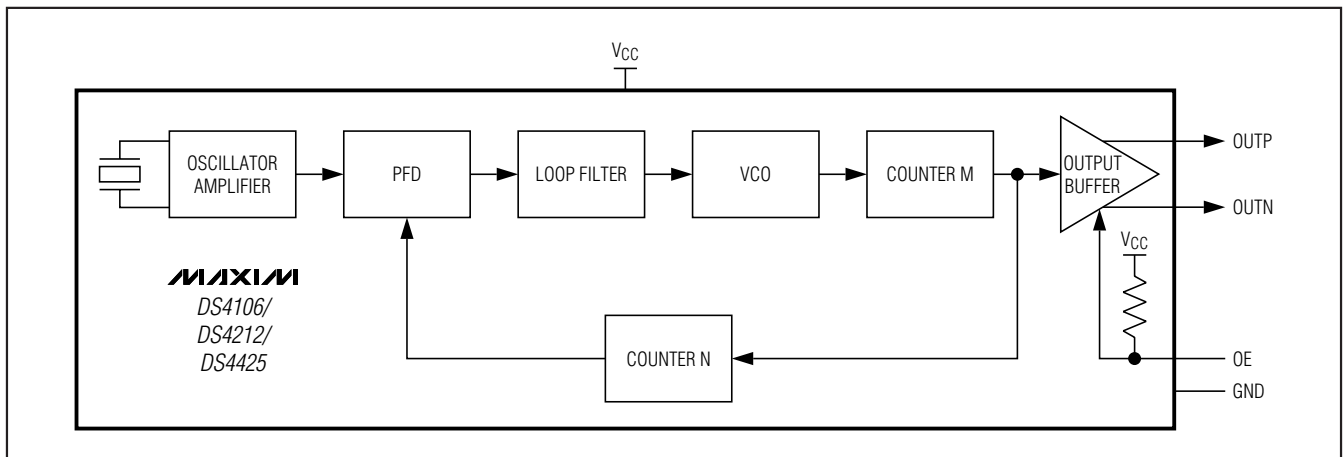 VCC
OSCILLATOR
AMPLIFIER
PFD
LOOP FILTER
VCO
COUNTER M
OUTPUT
BUFFER
OUTP
OUTN
VCC
MAXIM
DS4106/
DS4212/
DS4425
COUNTER N
OE
GND